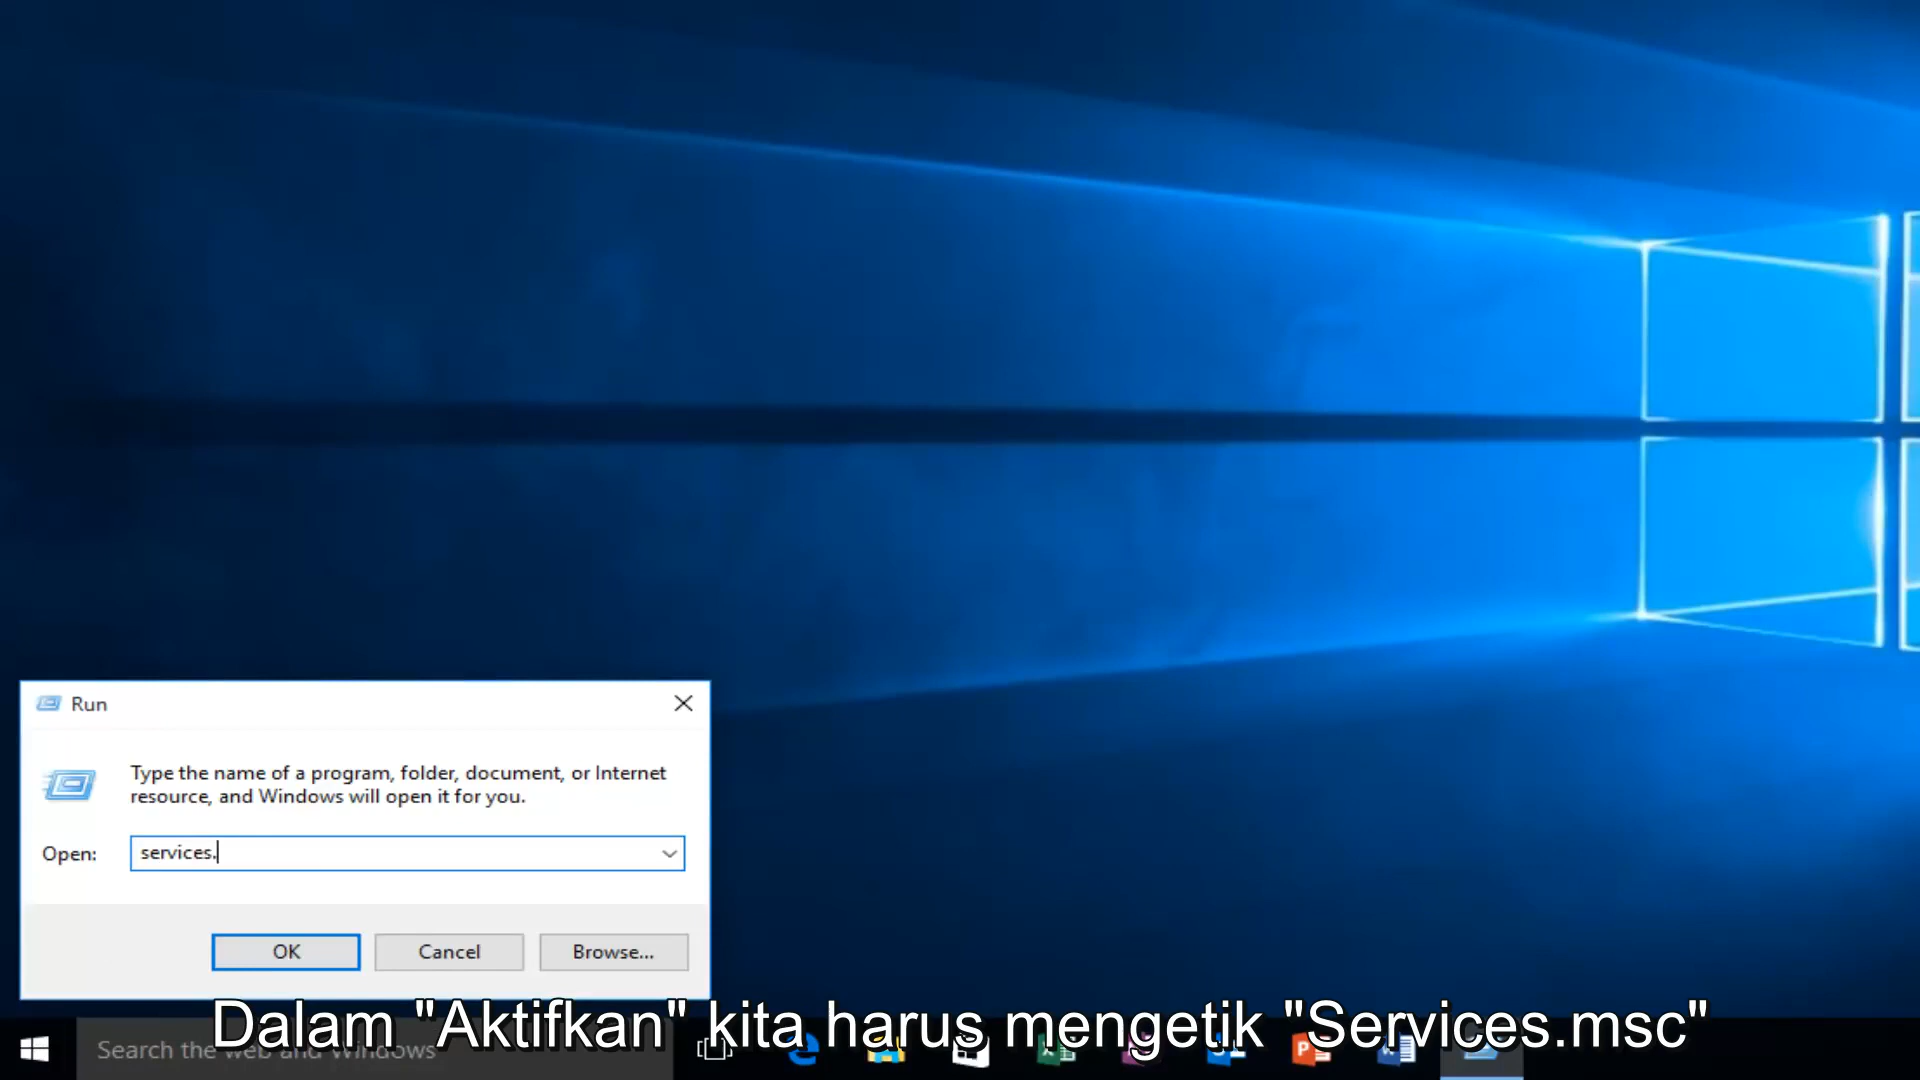 Run
Type the name of a program, folder, document, or Internet
resource, and Windows will open it for you.
Open:
services.
OK
Cancel
Browse...
Dalam "Aktifkan" kita harus mengetik "Services.msc"
Search the web and Windows